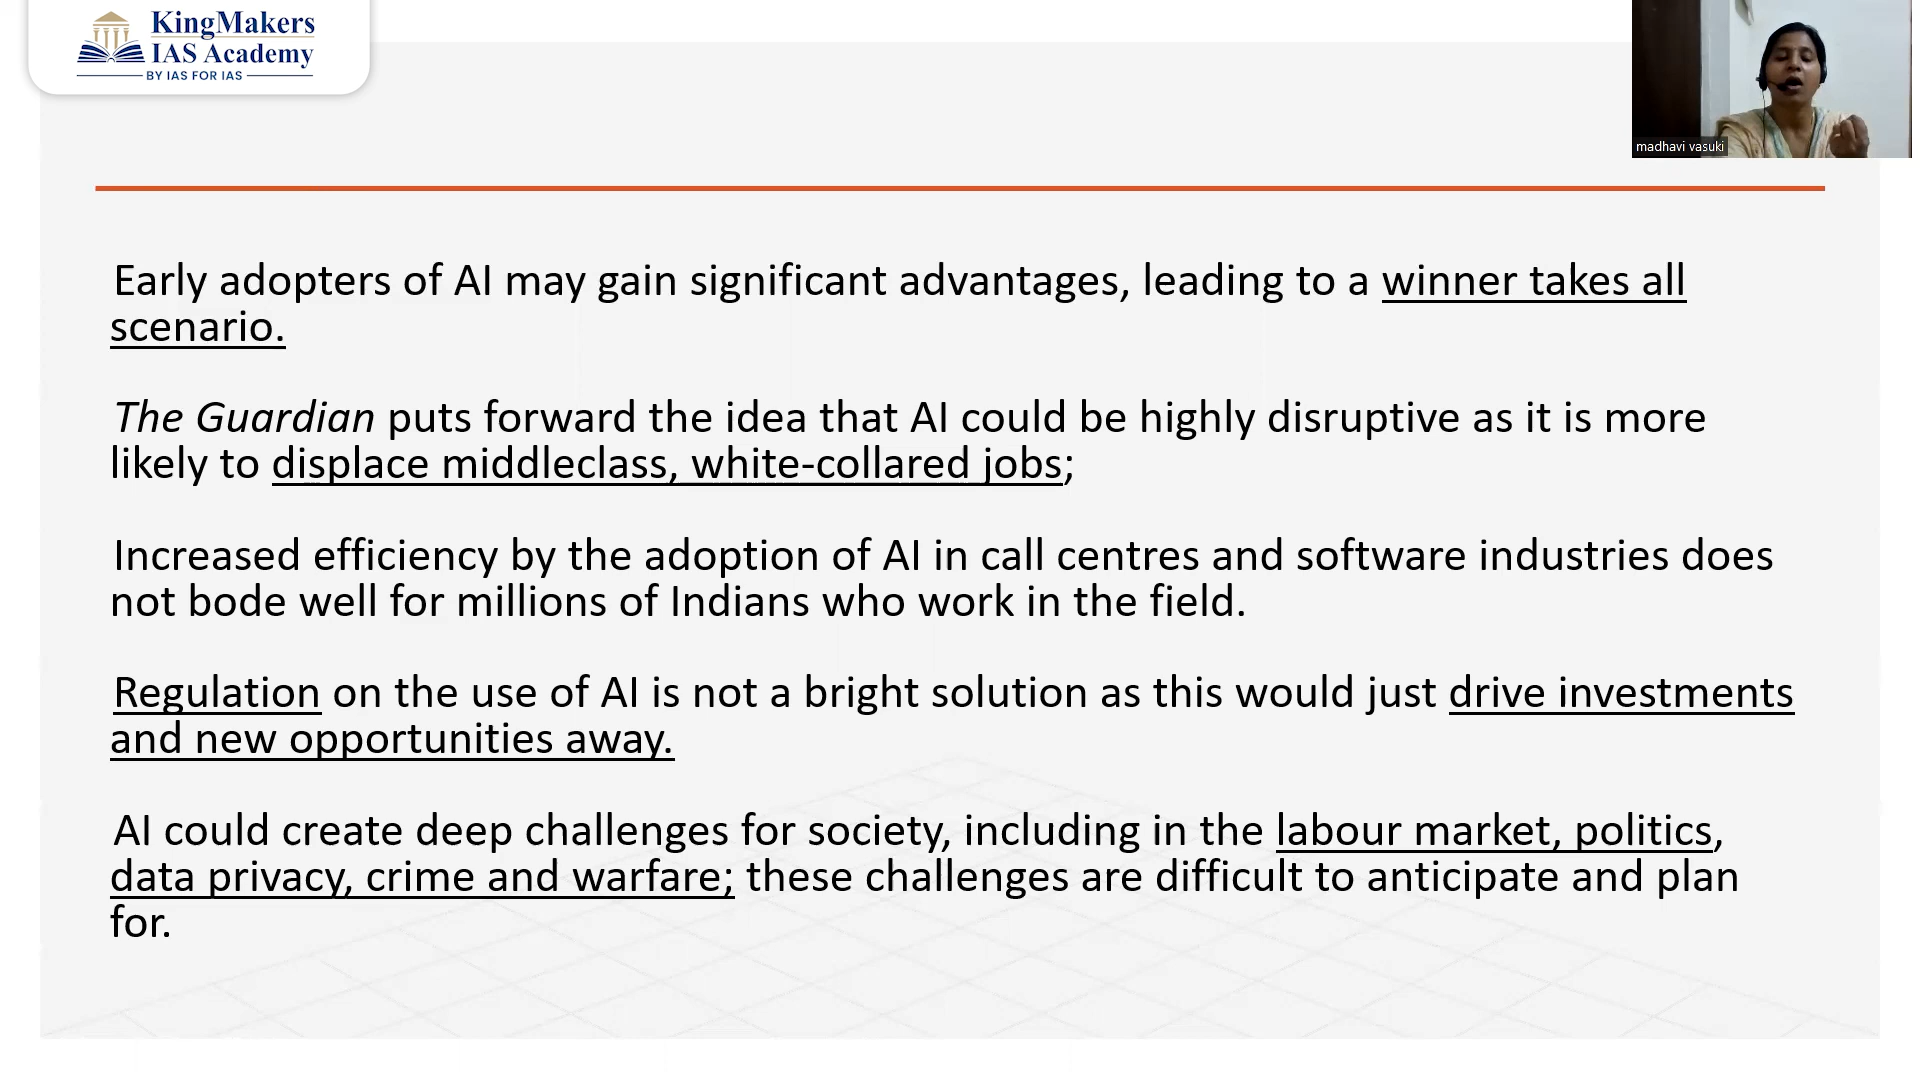 KingMakers
IAS Academy
BY IAS FOR IAS
madhavi vasuki
Early adopters of AI may gain significant advantages, leading to a winner takes all
scenario.
The Guardian puts forward the idea that AI could be highly disruptive as it is more
likely to displace middleclass, white-collared jobs;
Increased efficiency by the adoption of AI in call centres and software industries does
not bode well for millions of Indians who work in the field.
Regulation on the use of AI is not a bright solution as this would just drive investments
and new opportunities away.
AI could create deep challenges for society, including in the labour market, politics,
data privacy, crime and warfare; these challenges are difficult to anticipate and plan
for.